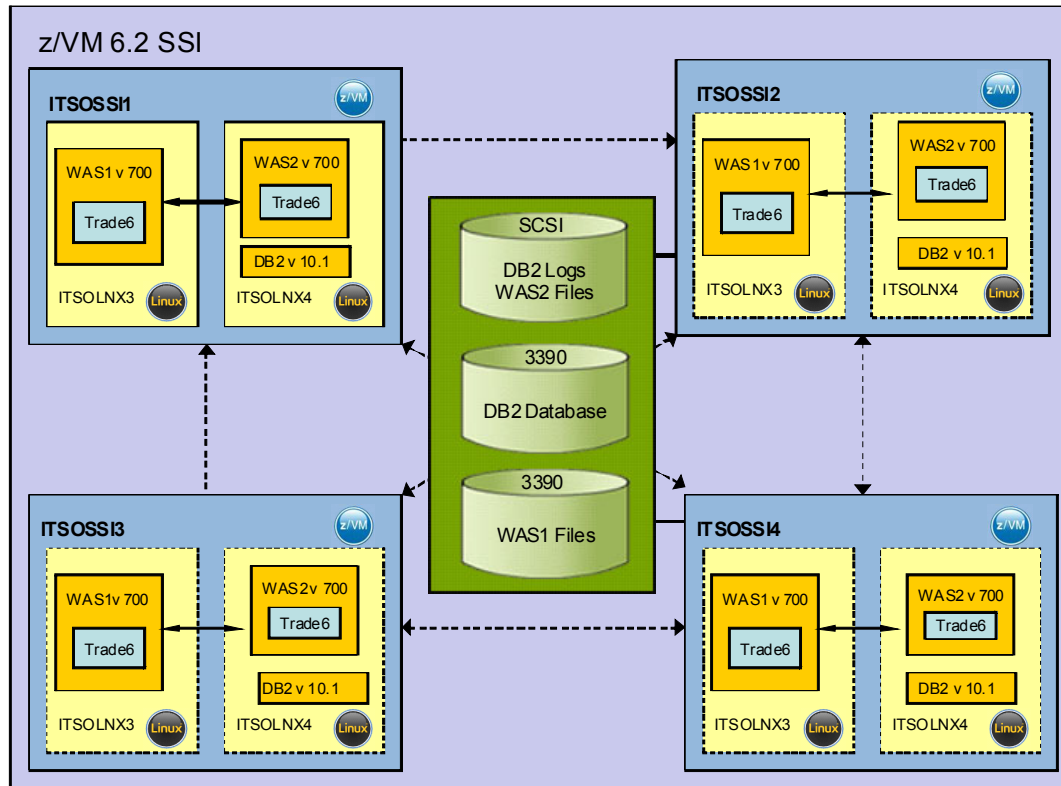 z/VM 6.2 SSI
ITSOSSI1
z/VM
WAS1 v 700
Trade6
ITSOLNX3
Linux
WAS2 v 700
Trade6
DB2 v 10.1
ITSOLNX4
Linux
ITSOSSI2
z/VM
WAS1 v 700
Trade6
ITSOLNX3
Linux
WAS2 v 700
Trade6
DB2 v 10.1
ITSOLNX4
Linux
SCSI
DB2 Logs
WAS2 Files
3390
DB2 Database
3390
WAS1 Files
ITSOSSI3
z/VM
WAS1v 700
Trade6
ITSOLNX3
Linux
WAS2v 700
Trade6
DB2 v 10.1
ITSOLNX4
Linux
ITSOSSI4
z/VM
WAS1 v 700
Trade6
ITSOLNX3
Linux
WAS2 v 700
Trade6
DB2 v 10.1
ITSOLNX4
Linux